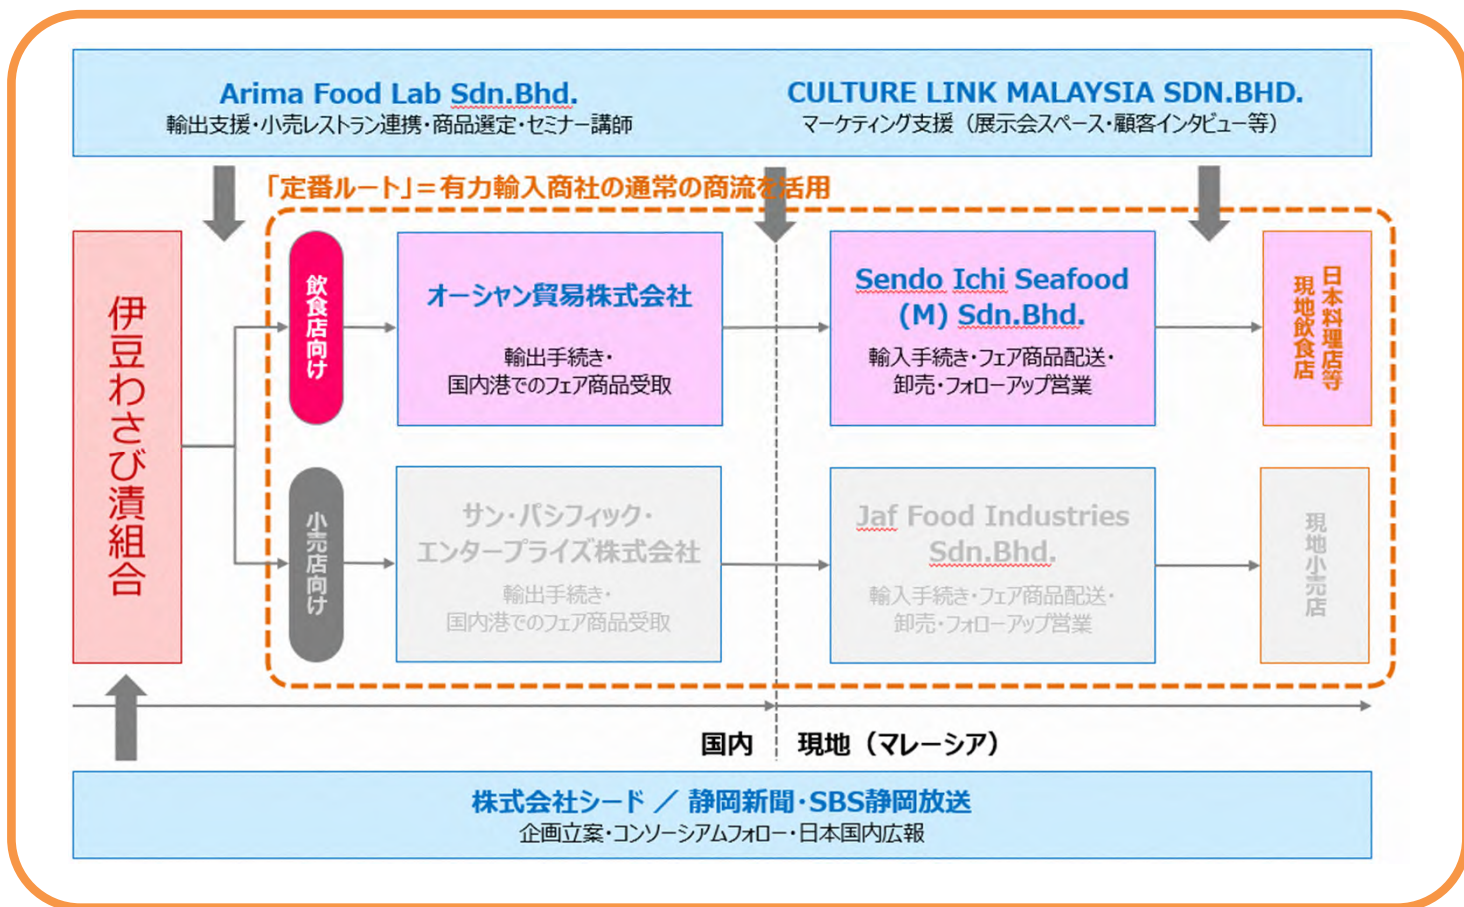 Arima Food Lab Sdn.Bhd.
輸出支援・小売レストラン連携・商品選定・セミナー講師
CULTURE LINK MALAYSIA SDN.BHD.
マーケティング支援（展示会スペース・顧客インタビュー等）
「定番ルート」＝有力輸入商社の通常の商流を活用
伊豆わさび漬組合
飲食店向け
オーシャン貿易株式会社
輸出手続き・
国内港でのフェア商品受取
Sendo Ichi Seafood
(M) Sdn.Bhd.
輸入手続き・フェア商品配送・
卸売・フォローアップ営業
日本料理店等
現地飲食店
小売店向け
サン・パシフィック・
エンタープライズ株式会社
輸出手続き・
国内港でのフェア商品受取
Jaf Food Industries
Sdn.Bhd.
輸入手続き・フェア商品配送・
卸売・フォローアップ営業
現地小売店
国内
現地（マレーシア）
株式会社シード ／ 静岡新聞・SBS静岡放送
企画立案・コンソーシアムフォロー・日本国内広報